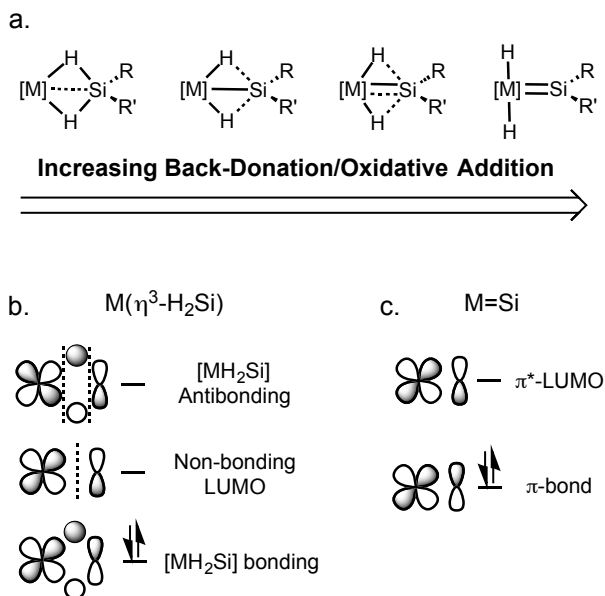 a.
H H H H
[M] Si R [M] Si R [M] Si R [M] Si R
R' R' R' R'
H H H H
Increasing Back-Donation/Oxidative Addition
b. M(η³-H₂Si)
[MH₂Si]
Antibonding
Non-bonding
LUMO
[MH₂Si] bonding
c. M=Si
π*-LUMO
π-bond